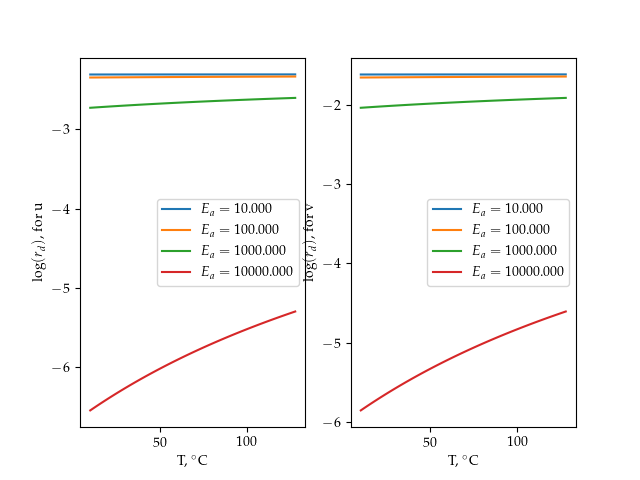 log(r_d), for u
−3
−4
−5
−6
50
100
T, °C
E_a = 10.000
E_a = 100.000
E_a = 1000.000
E_a = 10000.000
log(r_d), for v
−2
−3
−4
−5
−6
50
100
T, °C
E_a = 10.000
E_a = 100.000
E_a = 1000.000
E_a = 10000.000